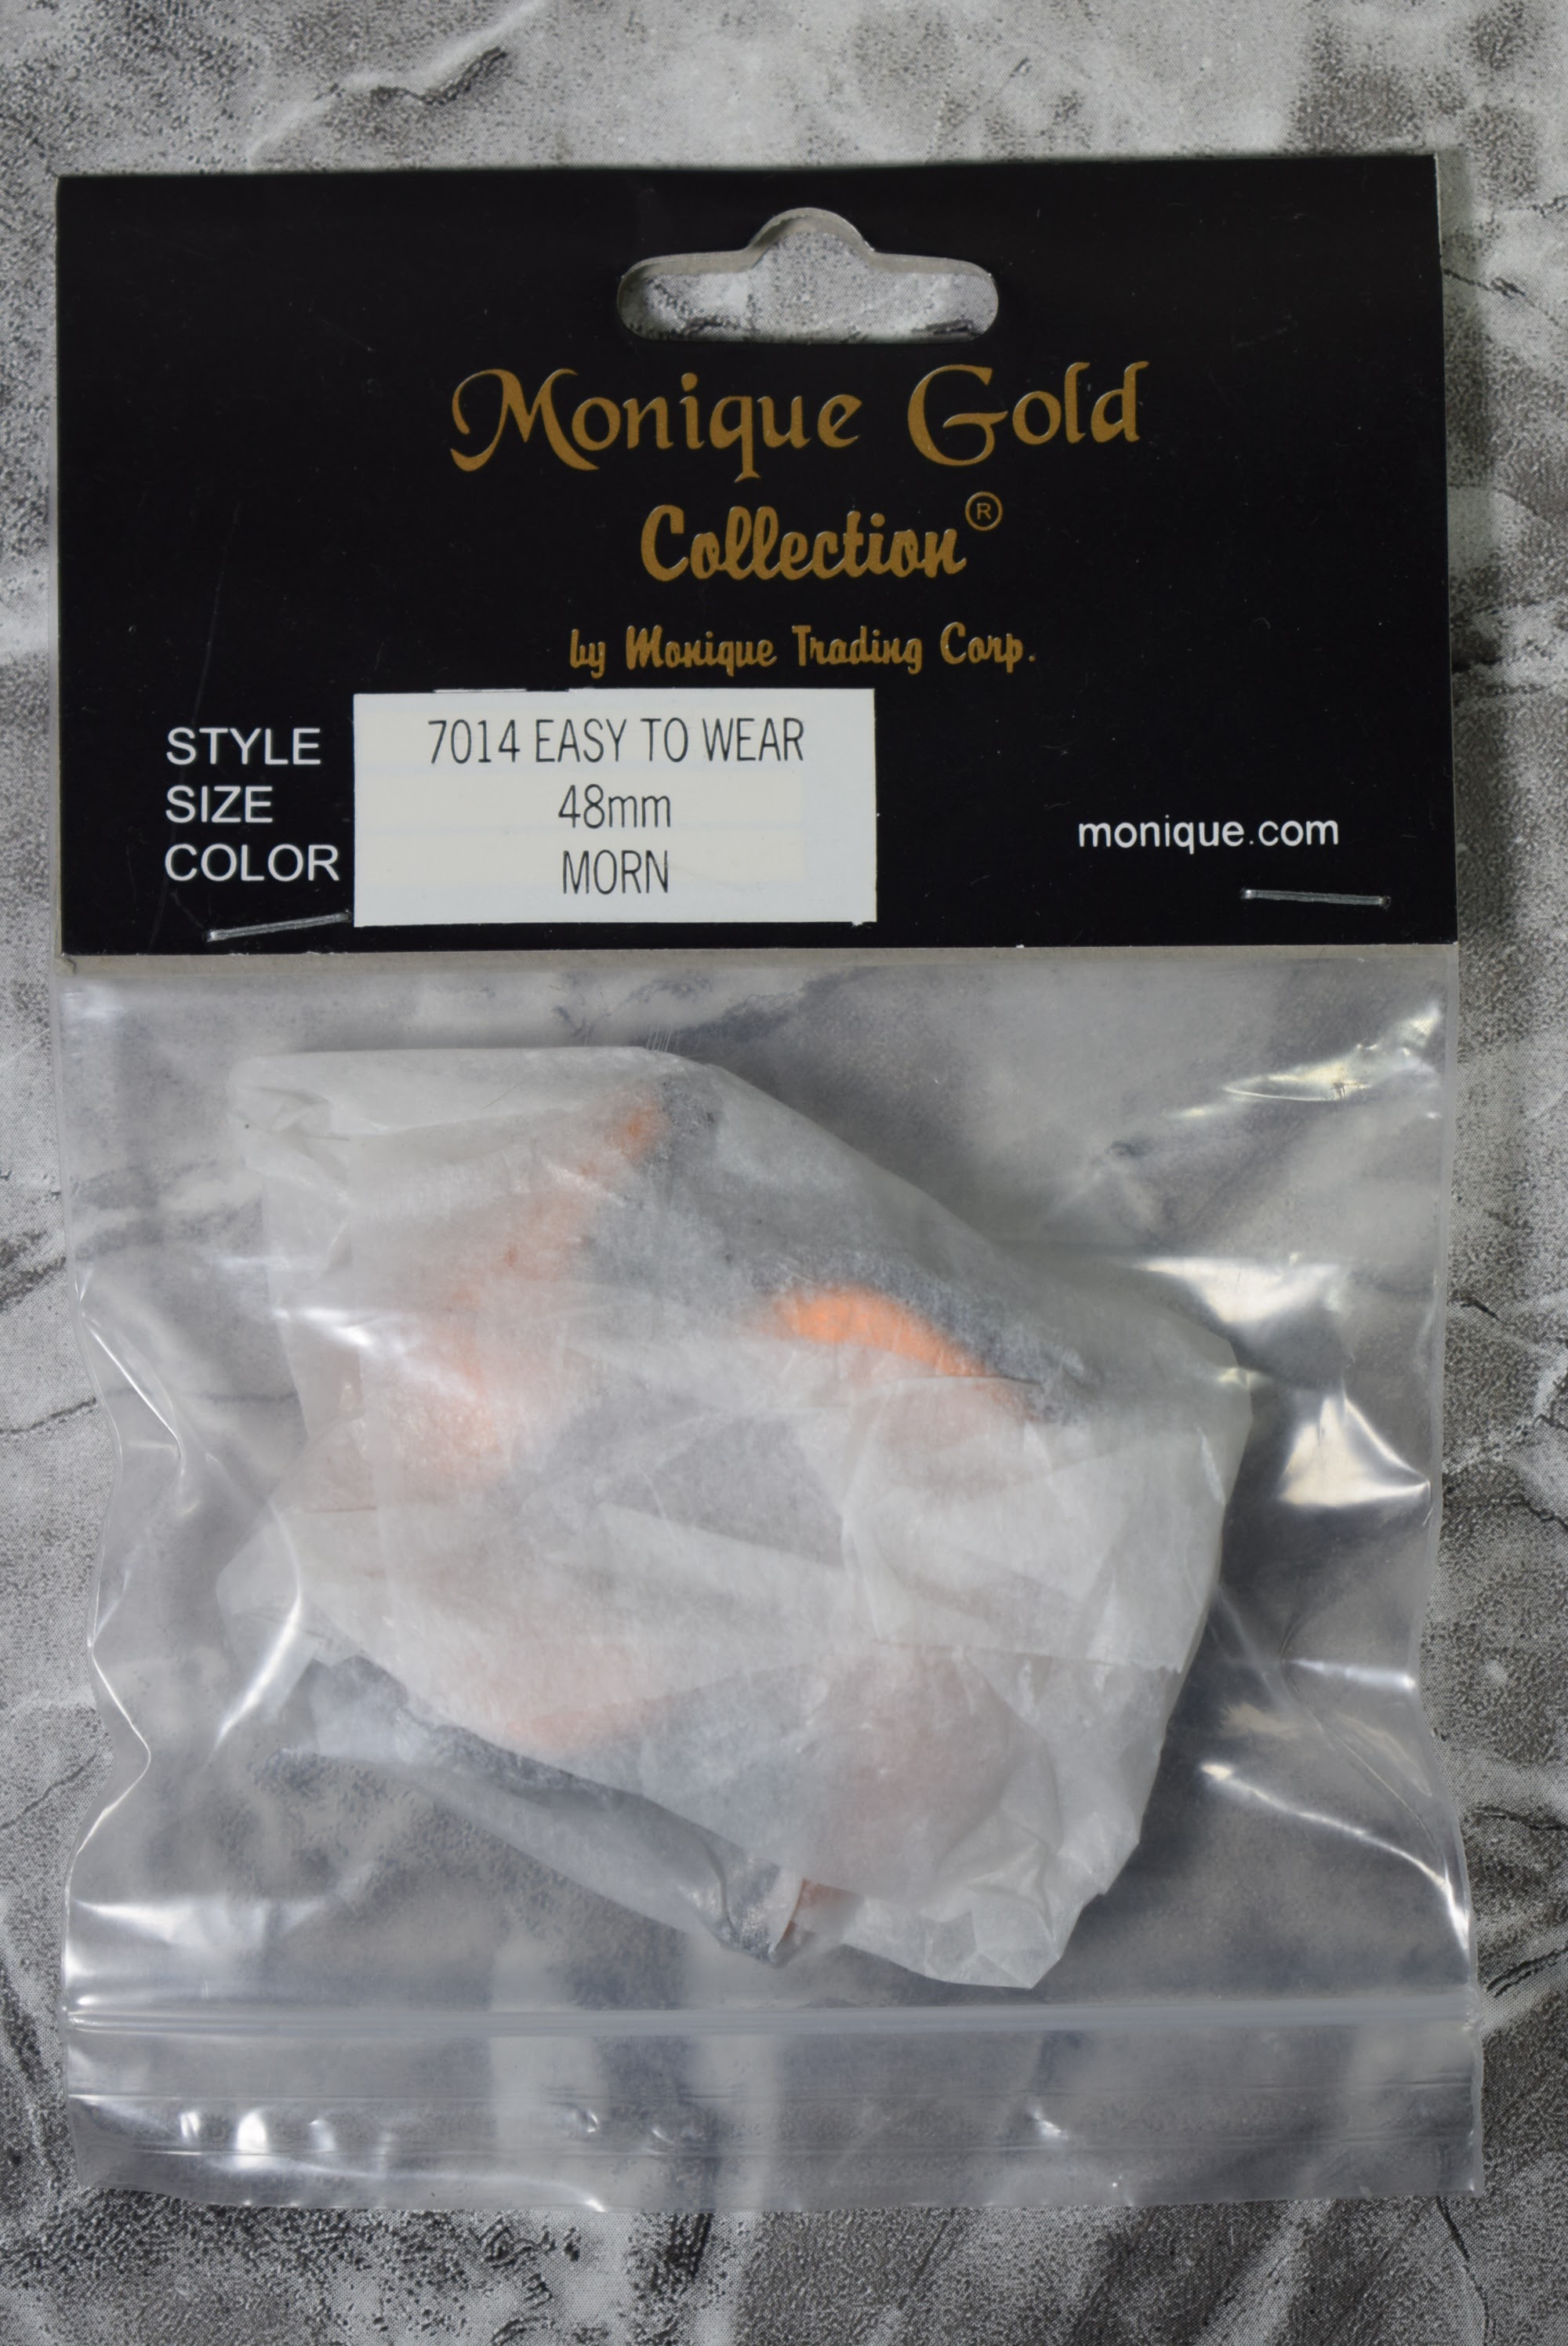 Monique Gold
Collection®
by Monique Trading Corp.
STYLE 7014 EASY TO WEAR
SIZE 48mm
COLOR MORN
monique.com